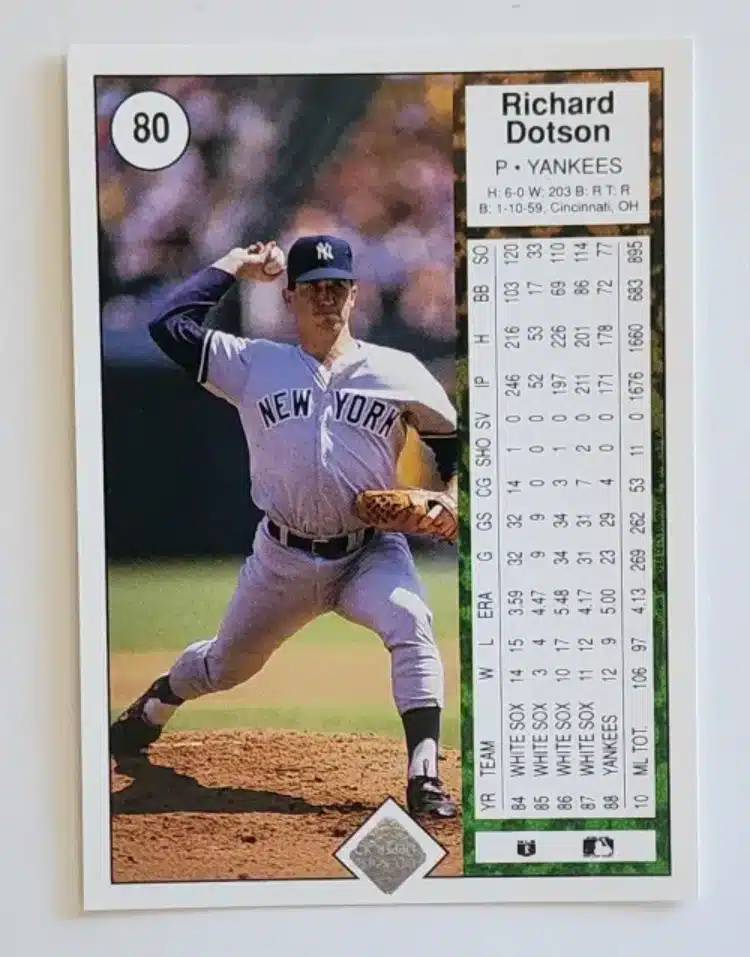 80
Richard
Dotson
P • YANKEES
H: 6-0 W: 203 B: R T: R
B: 1-10-59, Cincinnati, OH
NY
NEW YORK
YR TEAM W L ERA G GS CG SHO SV IP H BB SO
84 WHITE SOX 14 15 3.59 32 32 14 1 0 246 216 103 120
85 WHITE SOX 3 4 4.47 9 9 0 0 0 52 53 17 33
86 WHITE SOX 10 17 5.48 34 34 3 1 0 197 226 69 110
87 WHITE SOX 11 12 4.17 31 31 7 2 0 211 201 86 114
88 YANKEES 12 9 5.00 23 29 4 0 0 171 178 72 77
10 ML TOT. 106 97 4.13 269 262 53 11 0 1676 1660 683 895